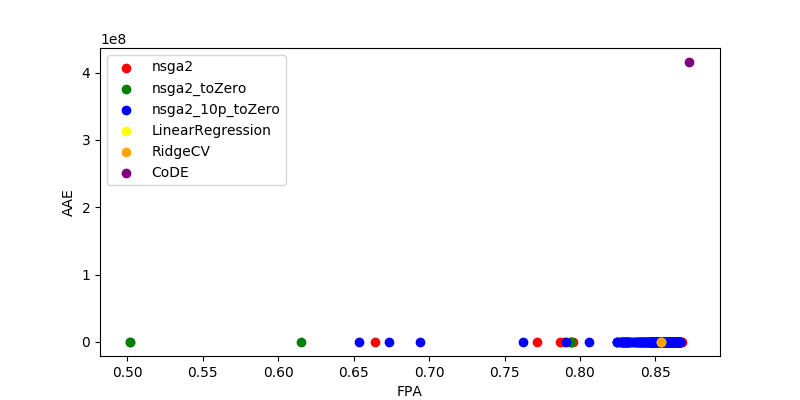 1e8
nsga2
nsga2_toZero
nsga2_10p_toZero
LinearRegression
RidgeCV
CoDE
4
3
2
1
0
AAE
0.50 0.55 0.60 0.65 0.70 0.75 0.80 0.85
FPA